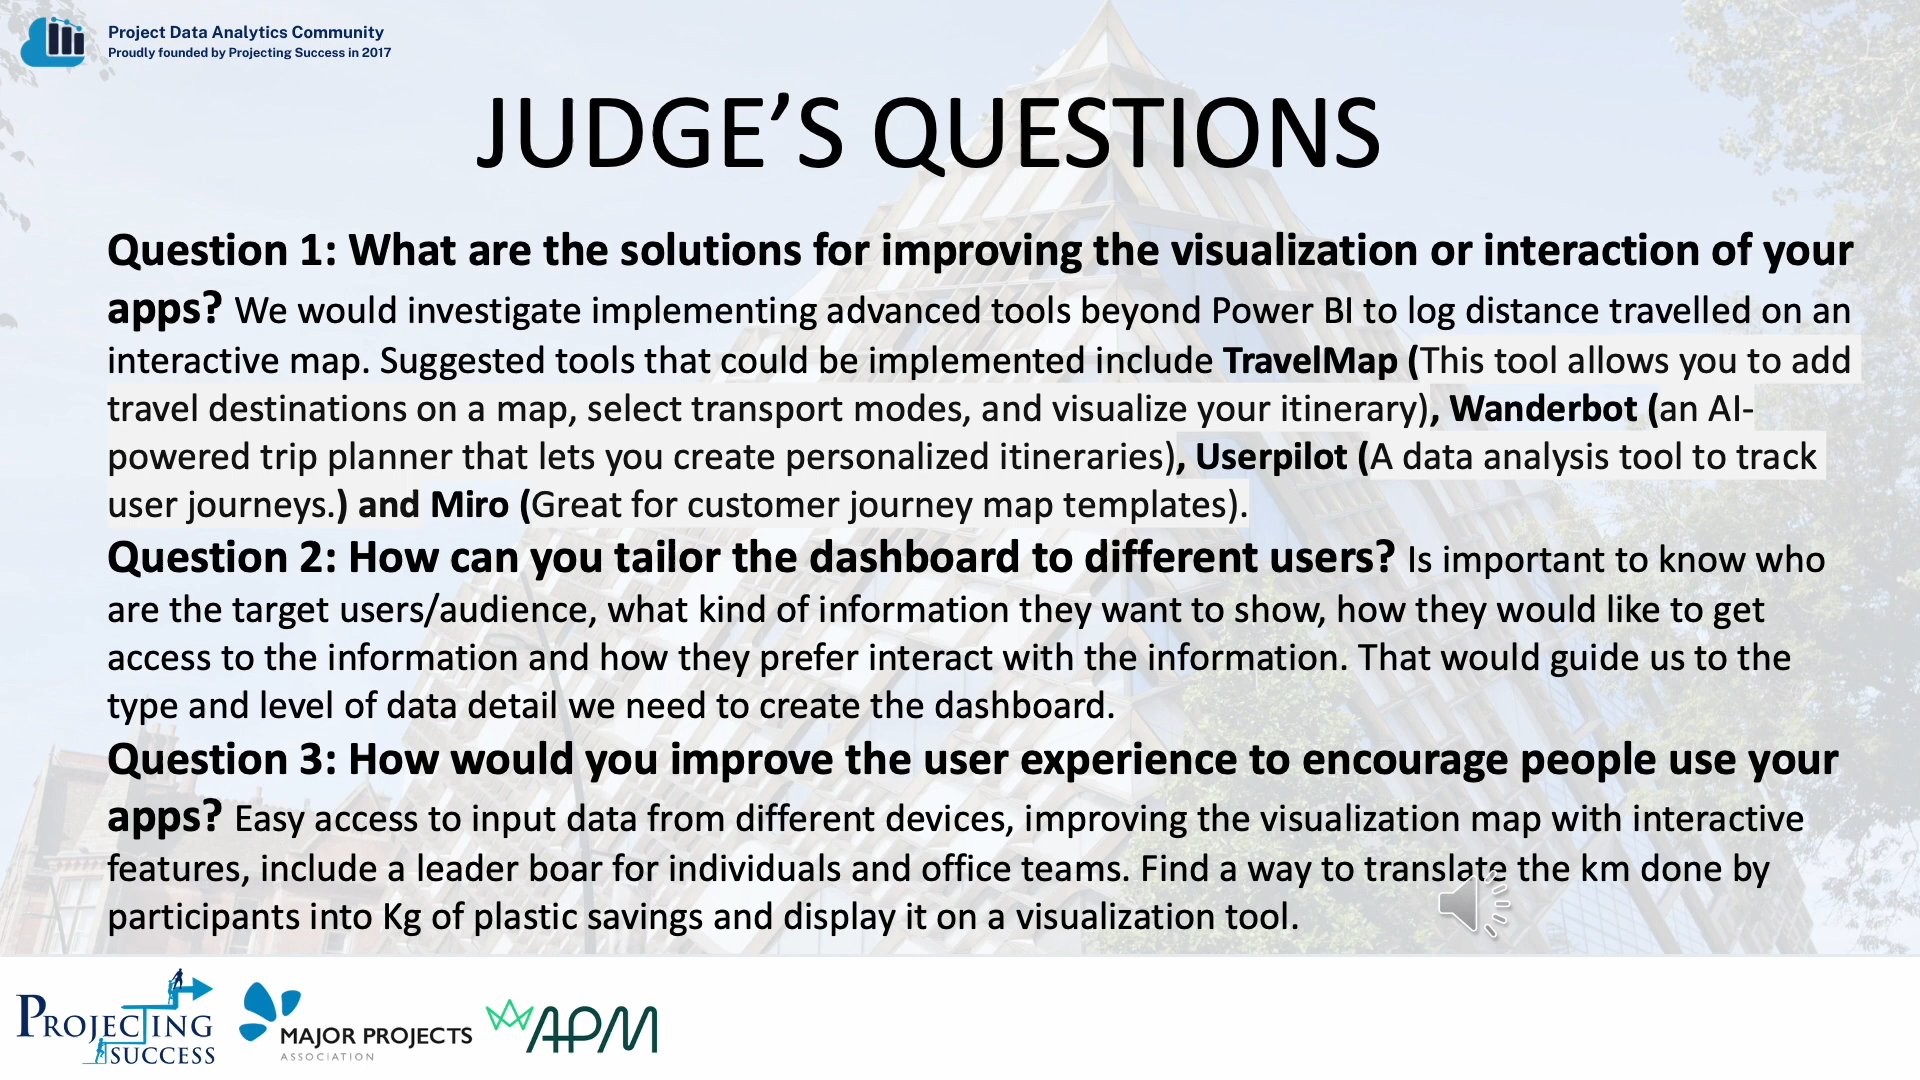 Project Data Analytics Community
Proudly founded by Projecting Success in 2017
JUDGE’S QUESTIONS
Question 1: What are the solutions for improving the visualization or interaction of your
apps? We would investigate implementing advanced tools beyond Power BI to log distance travelled on an
interactive map. Suggested tools that could be implemented include TravelMap (This tool allows you to add
travel destinations on a map, select transport modes, and visualize your itinerary), Wanderbot (an AI-
powered trip planner that lets you create personalized itineraries), Userpilot (A data analysis tool to track
user journeys.) and Miro (Great for customer journey map templates).
Question 2: How can you tailor the dashboard to different users? Is important to know who
are the target users/audience, what kind of information they want to show, how they would like to get
access to the information and how they prefer interact with the information. That would guide us to the
type and level of data detail we need to create the dashboard.
Question 3: How would you improve the user experience to encourage people use your
apps? Easy access to input data from different devices, improving the visualization map with interactive
features, include a leader boar for individuals and office teams. Find a way to translate the km done by
participants into Kg of plastic savings and display it on a visualization tool.
PROJECTING
SUCCESS
MAJOR PROJECTS
ASSOCIATION
APM